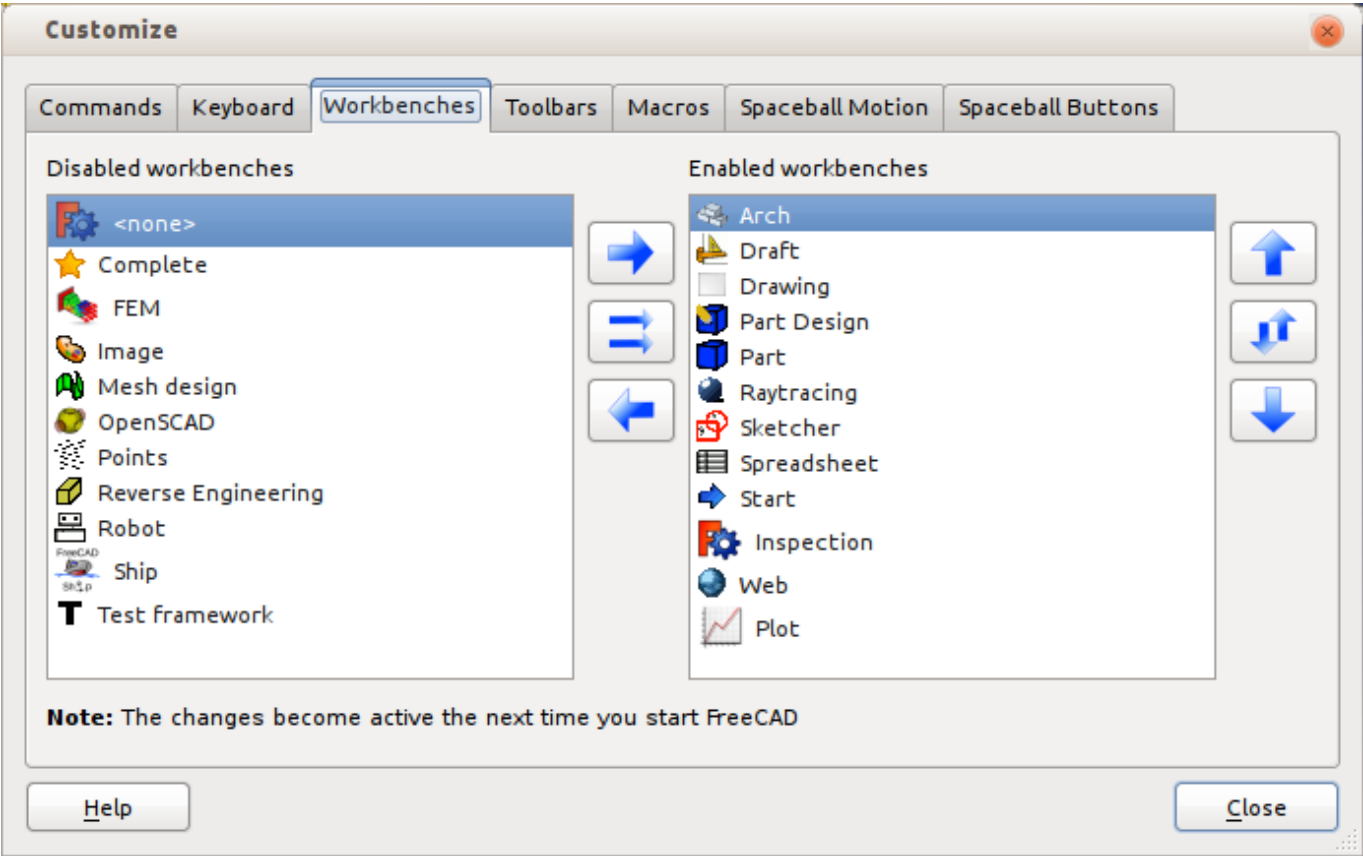 Customize
Commands Keyboard Workbenches Toolbars Macros Spaceball Motion Spaceball Buttons
Disabled workbenches
<none>
Complete
FEM
Image
Mesh design
OpenSCAD
Points
Reverse Engineering
Robot
FreeCAD
Ship
Ship
Test framework
Enabled workbenches
Arch
Draft
Drawing
Part Design
Part
Raytracing
Sketcher
Spreadsheet
Start
Inspection
Web
Plot
Note: The changes become active the next time you start FreeCAD
Help
Close